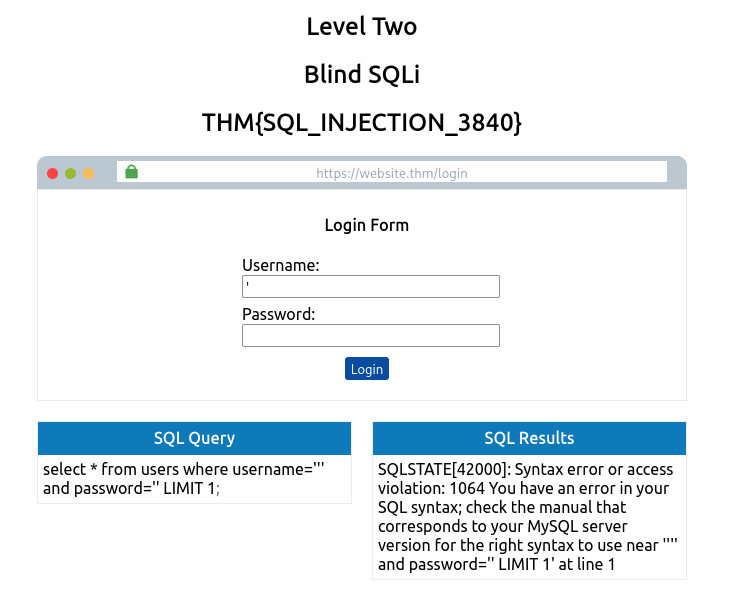 Level Two
Blind SQLi
THM{SQL_INJECTION_3840}
https://website.thm/login
Login Form
Username:
'
Password:
Login
SQL Query
select * from users where username='''
and password='' LIMIT 1;
SQL Results
SQLSTATE[42000]: Syntax error or access
violation: 1064 You have an error in your
SQL syntax; check the manual that
corresponds to your MySQL server
version for the right syntax to use near ''''
and password='' LIMIT 1' at line 1